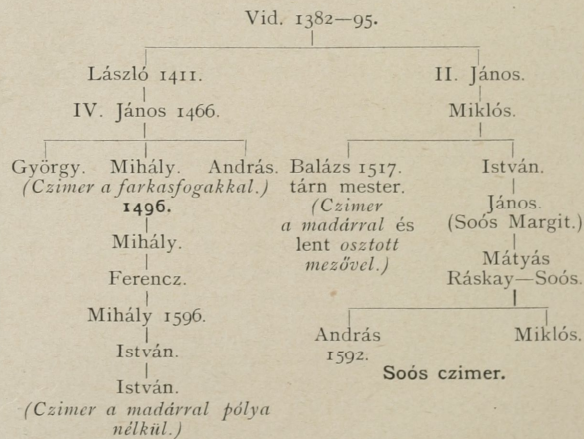 Vid. 1382—95.
László 1411. II. János.
IV. János 1466. Miklós.
György. Mihály. András. Balázs 1517. István.
(Czimer a farkasfogakkal.) tárn mester.
1496. (Czimer János.
a madárral és (Soós Margit.)
Mihály. lent osztott Mátyás
mezővel.) Ráskay—Soós.
Ferencz.
Mihály 1596. András Miklós.
István. 1592.
Soós czimer.
István.
(Czimer a madárral pólya
nélkül.)